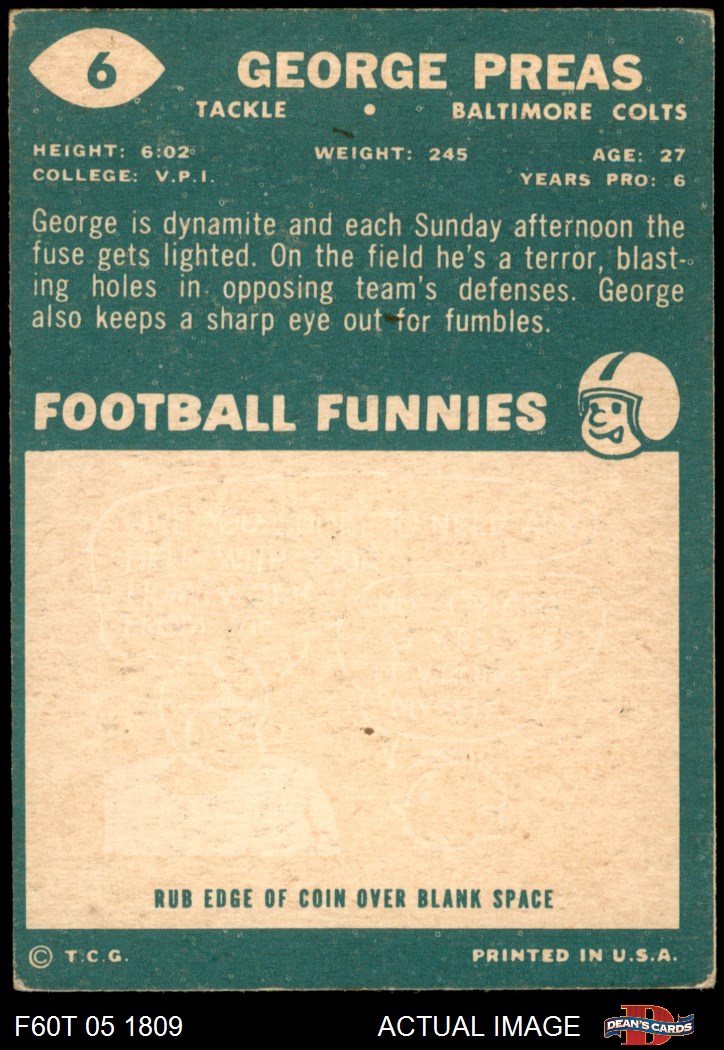 6
GEORGE PREAS
TACKLE • BALTIMORE COLTS
HEIGHT: 6:02 WEIGHT: 245 AGE: 27
COLLEGE: V.P.I. YEARS PRO: 6
George is dynamite and each Sunday afternoon the
fuse gets lighted. On the field he's a terror, blast-
ing holes in opposing team's defenses. George
also keeps a sharp eye out for fumbles.
FOOTBALL FUNNIES
RUB EDGE OF COIN OVER BLANK SPACE
© T.C.G. PRINTED IN U.S.A.
F60T 05 1809 ACTUAL IMAGE DEAN'S CARDS